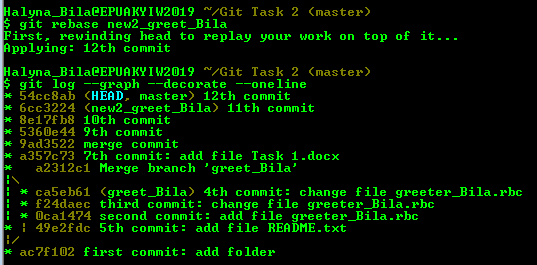 Halyna_Bila@EPUAKYIW2019 ~/Git Task 2 (master)
$ git rebase new2_greet_Bila
First, rewinding head to replay your work on top of it...
Applying: 12th commit
Halyna_Bila@EPUAKYIW2019 ~/Git Task 2 (master)
$ git log --graph --decorate --oneline
* 54cc8ab (HEAD, master) 12th commit
* 6cc3224 (new2_greet_Bila) 11th commit
* 8e17fb8 10th commit
* 5360e44 9th commit
* 9ad3522 merge commit
* a357c73 7th commit: add file Task 1.docx
*   a2312c1 Merge branch 'greet_Bila'
|\
| * ca5eb61 (greet_Bila) 4th commit: change file greeter_Bila.rbc
| * f24daec third commit: change file greeter_Bila.rbc
| * 0ca1474 second commit: add file greeter_Bila.rbc
* | 49e2fdc 5th commit: add file README.txt
|/
* ac7f102 first commit: add folder